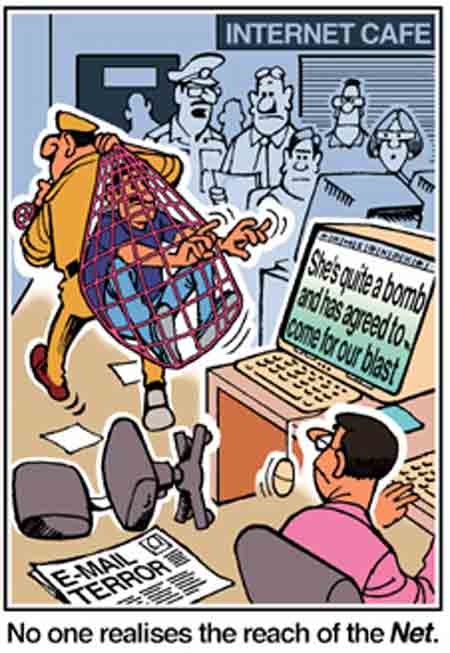 INTERNET CAFE
She's quite a bomb
and has agreed to
come for our blast
E-MAIL
TERROR
No one realises the reach of the Net.